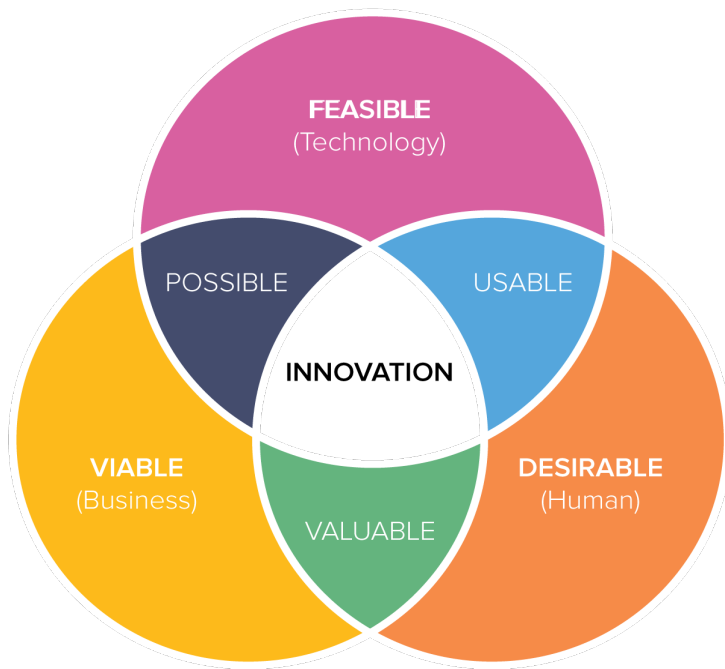 FEASIBLE
(Technology)
POSSIBLE
USABLE
INNOVATION
VIABLE
(Business)
DESIRABLE
(Human)
VALUABLE